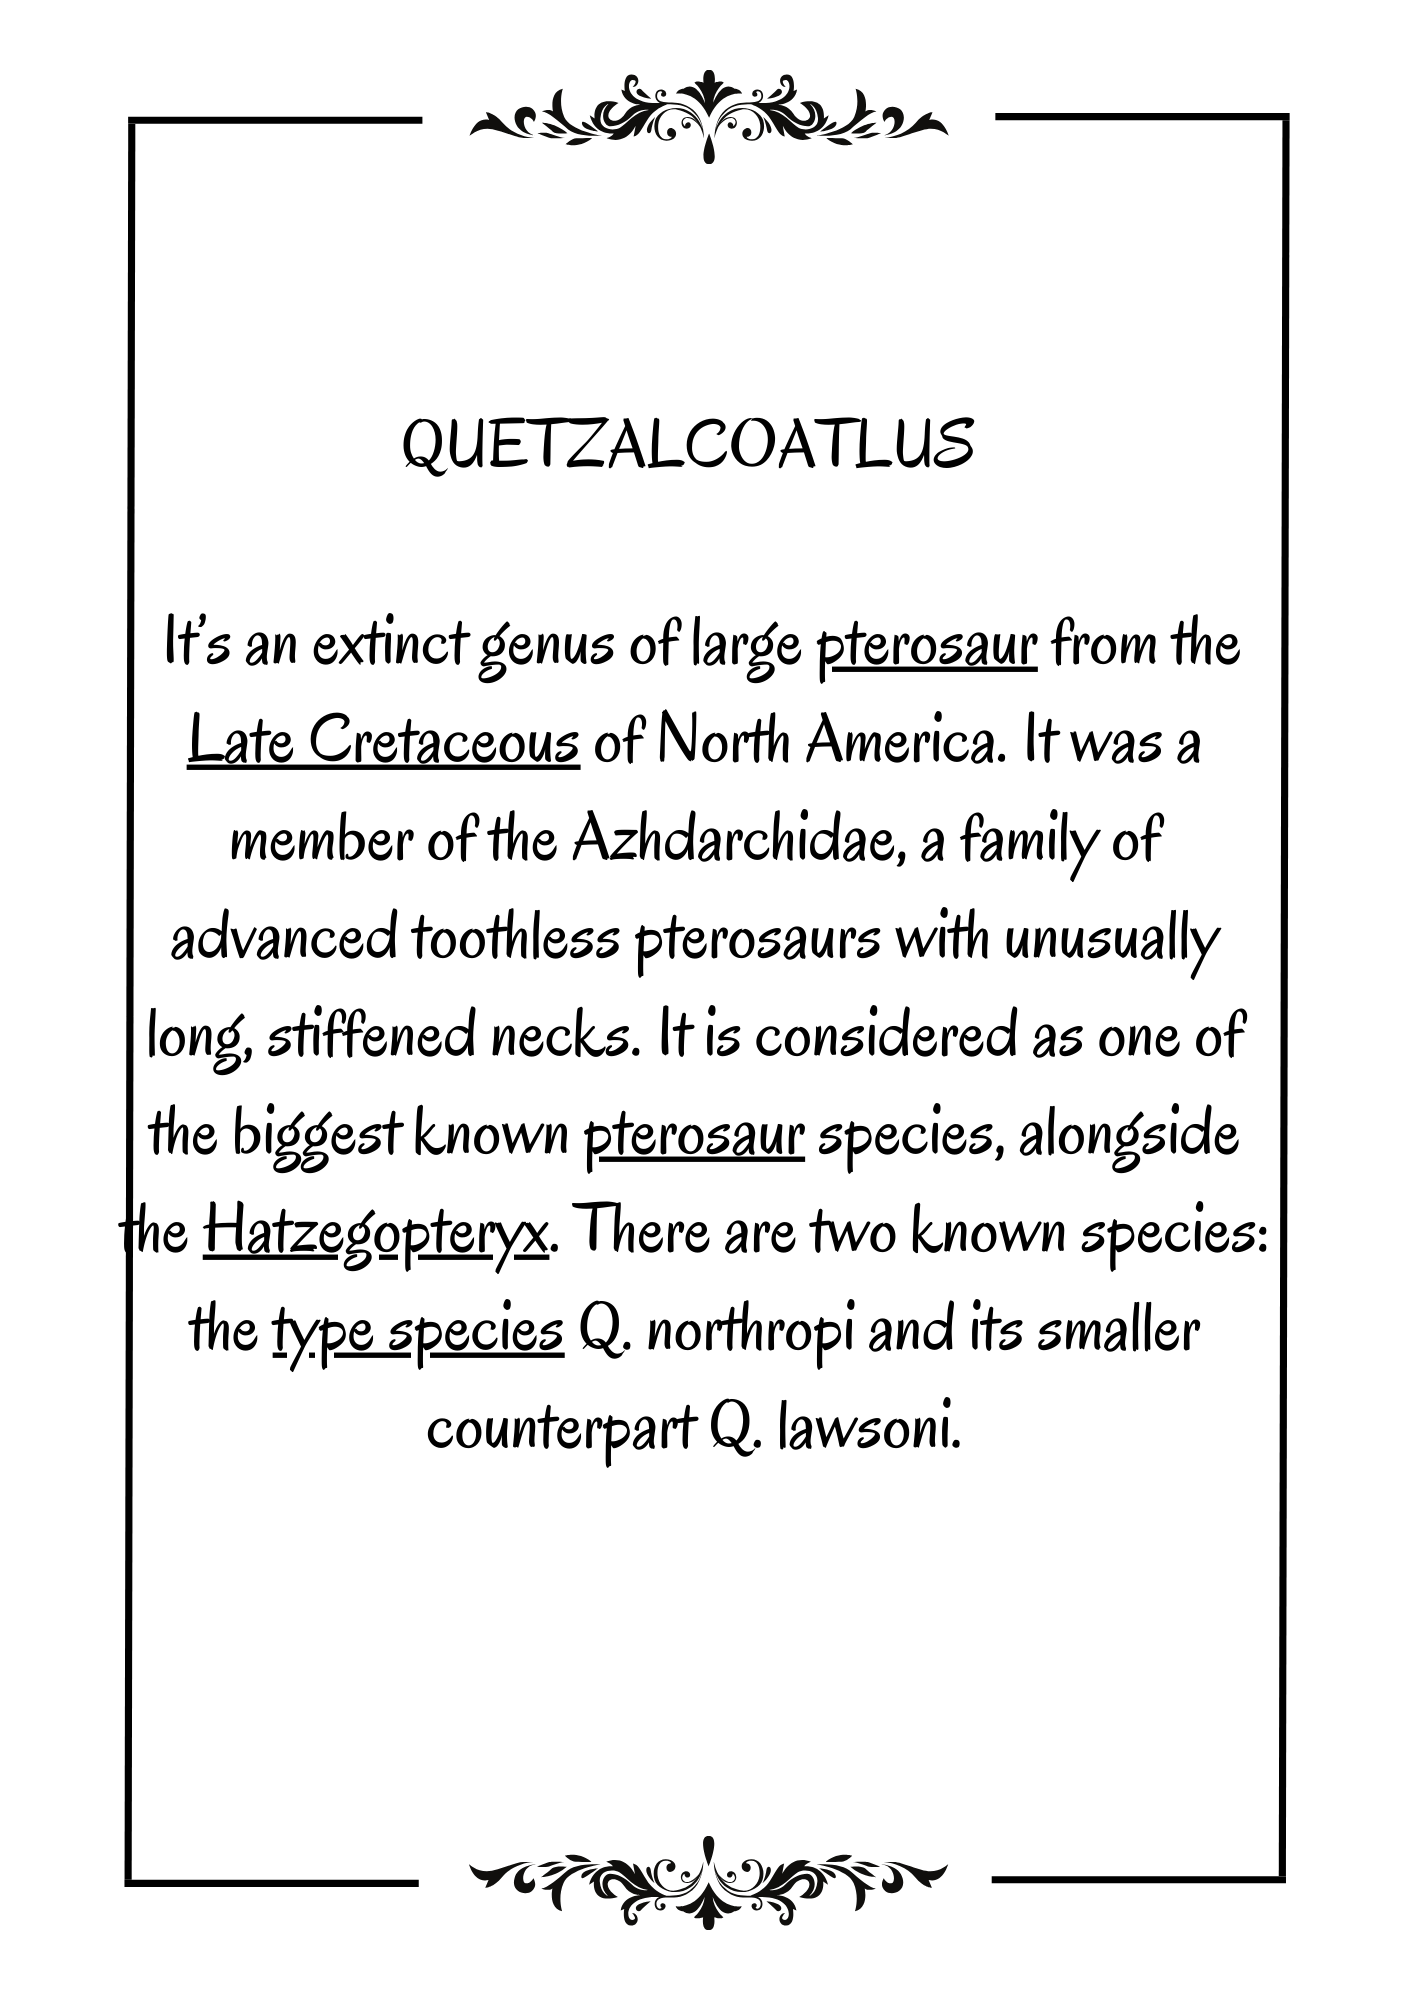 QUETZALCOATLUS
It’s an extinct genus of large pterosaur from the
Late Cretaceous of North America. It was a
member of the Azhdarchidae, a family of
advanced toothless pterosaurs with unusually
long, stiffened necks. It is considered as one of
the biggest known pterosaur species, alongside
the Hatzegopteryx. There are two known species:
the type species Q. northropi and its smaller
counterpart Q. lawsoni.